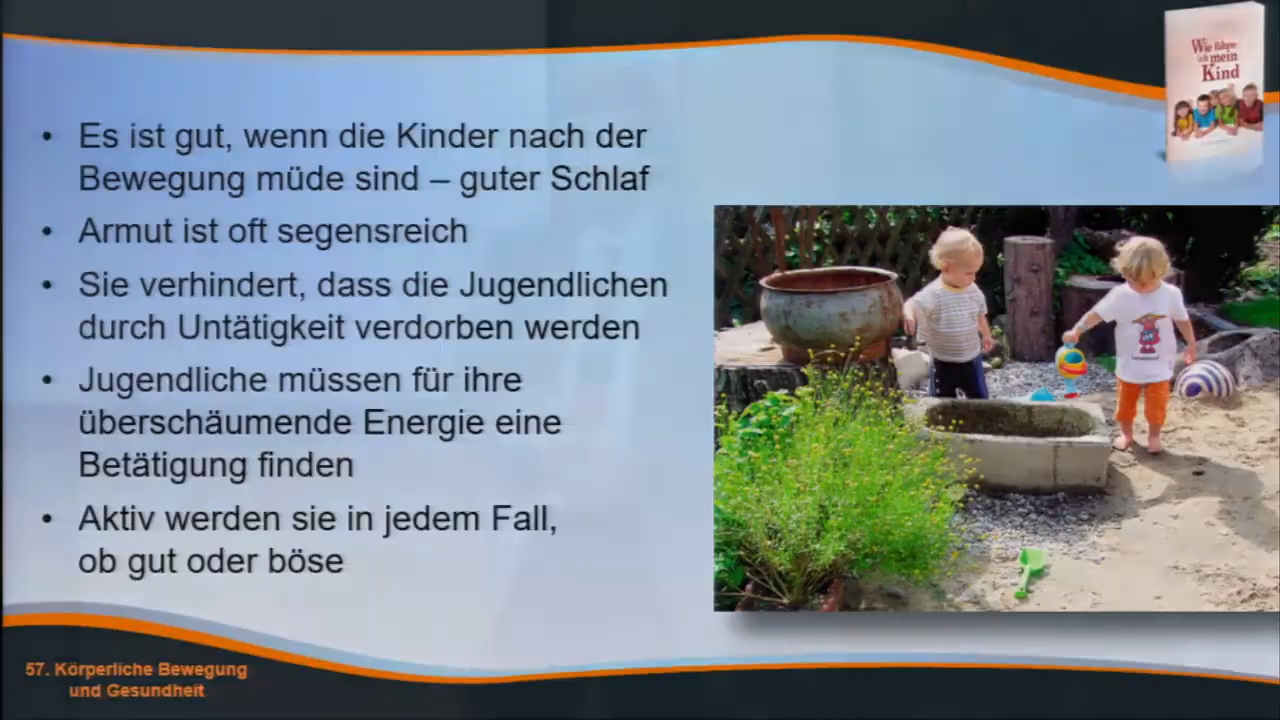 Wie führe
ich mein
Kind
• Es ist gut, wenn die Kinder nach der
Bewegung müde sind – guter Schlaf
• Armut ist oft segensreich
• Sie verhindert, dass die Jugendlichen
durch Untätigkeit verdorben werden
• Jugendliche müssen für ihre
überschäumende Energie eine
Betätigung finden
• Aktiv werden sie in jedem Fall,
ob gut oder böse
57. Körperliche Bewegung
und Gesundheit